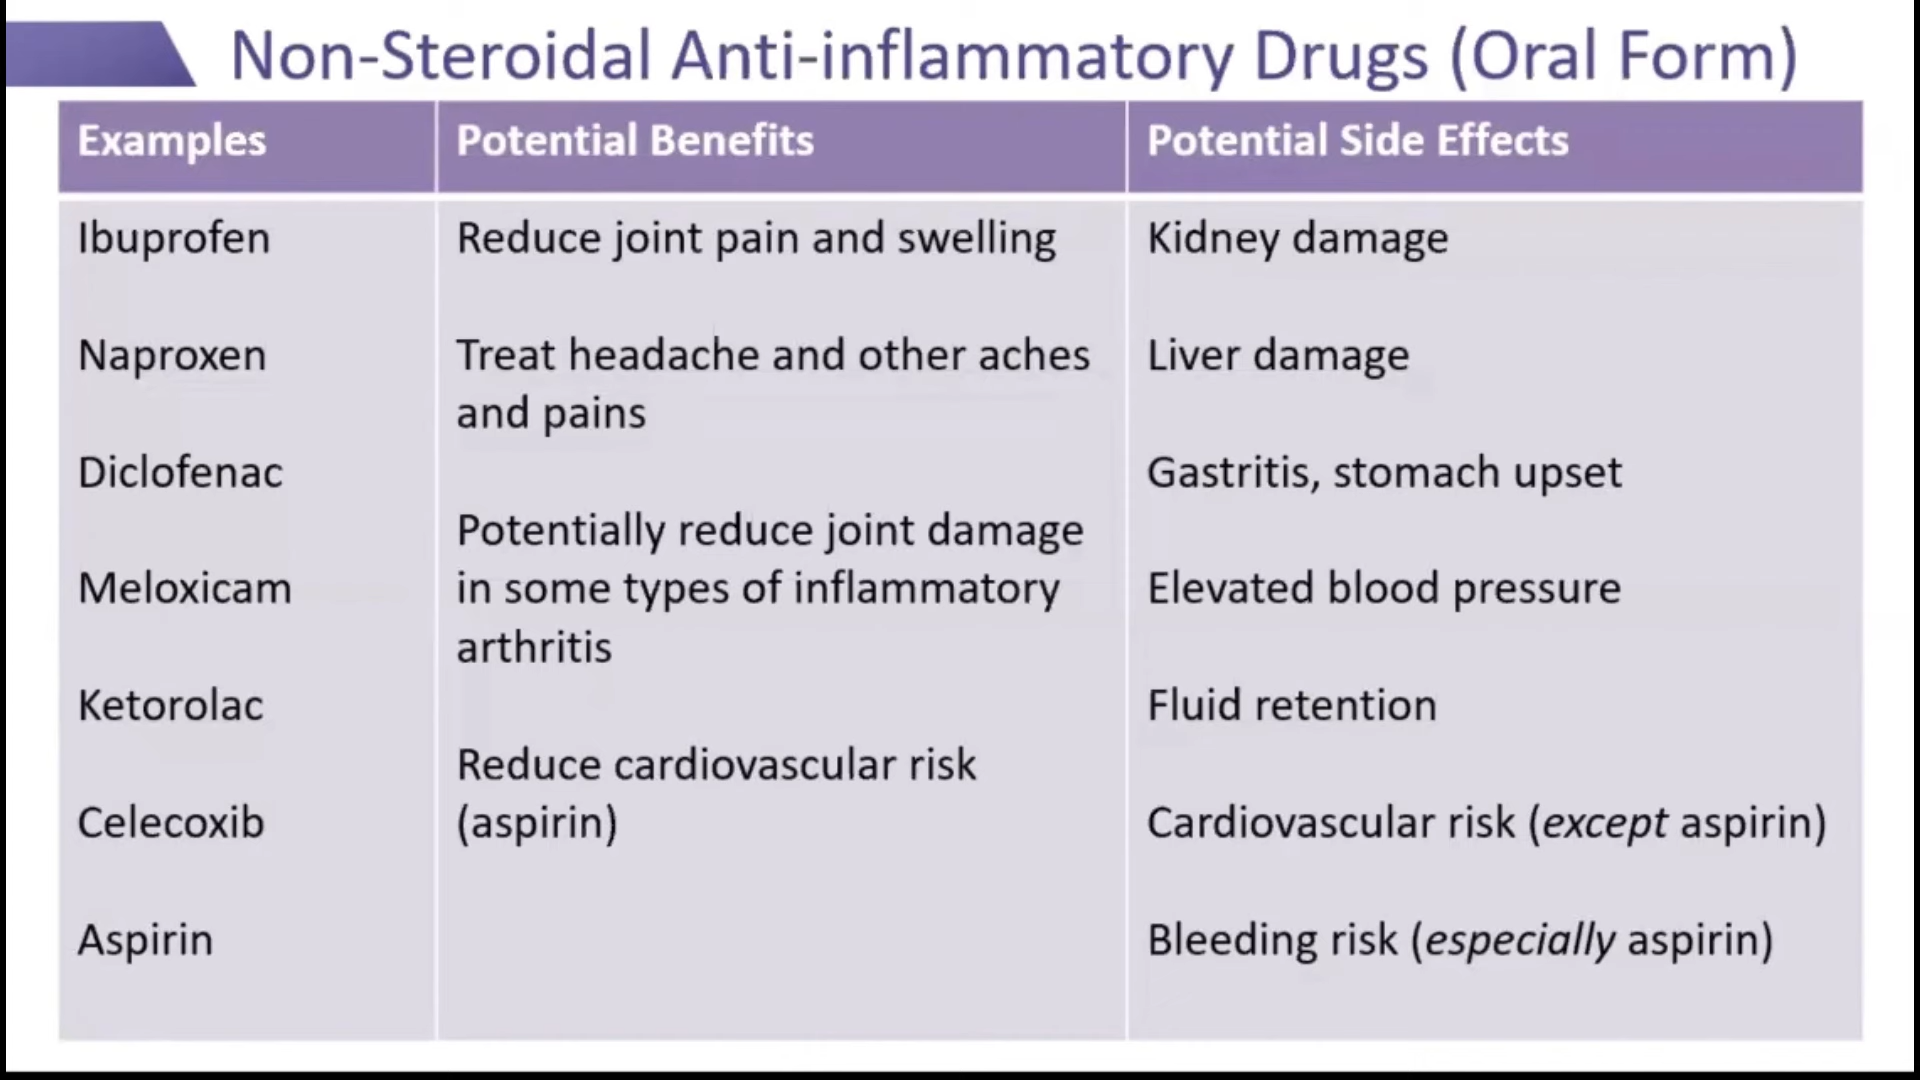 Non-Steroidal Anti-inflammatory Drugs (Oral Form)
Examples
Potential Benefits
Potential Side Effects
Ibuprofen
Naproxen
Diclofenac
Meloxicam
Ketorolac
Celecoxib
Aspirin
Reduce joint pain and swelling
Treat headache and other aches
and pains
Potentially reduce joint damage
in some types of inflammatory
arthritis
Reduce cardiovascular risk
(aspirin)
Kidney damage
Liver damage
Gastritis, stomach upset
Elevated blood pressure
Fluid retention
Cardiovascular risk (except aspirin)
Bleeding risk (especially aspirin)